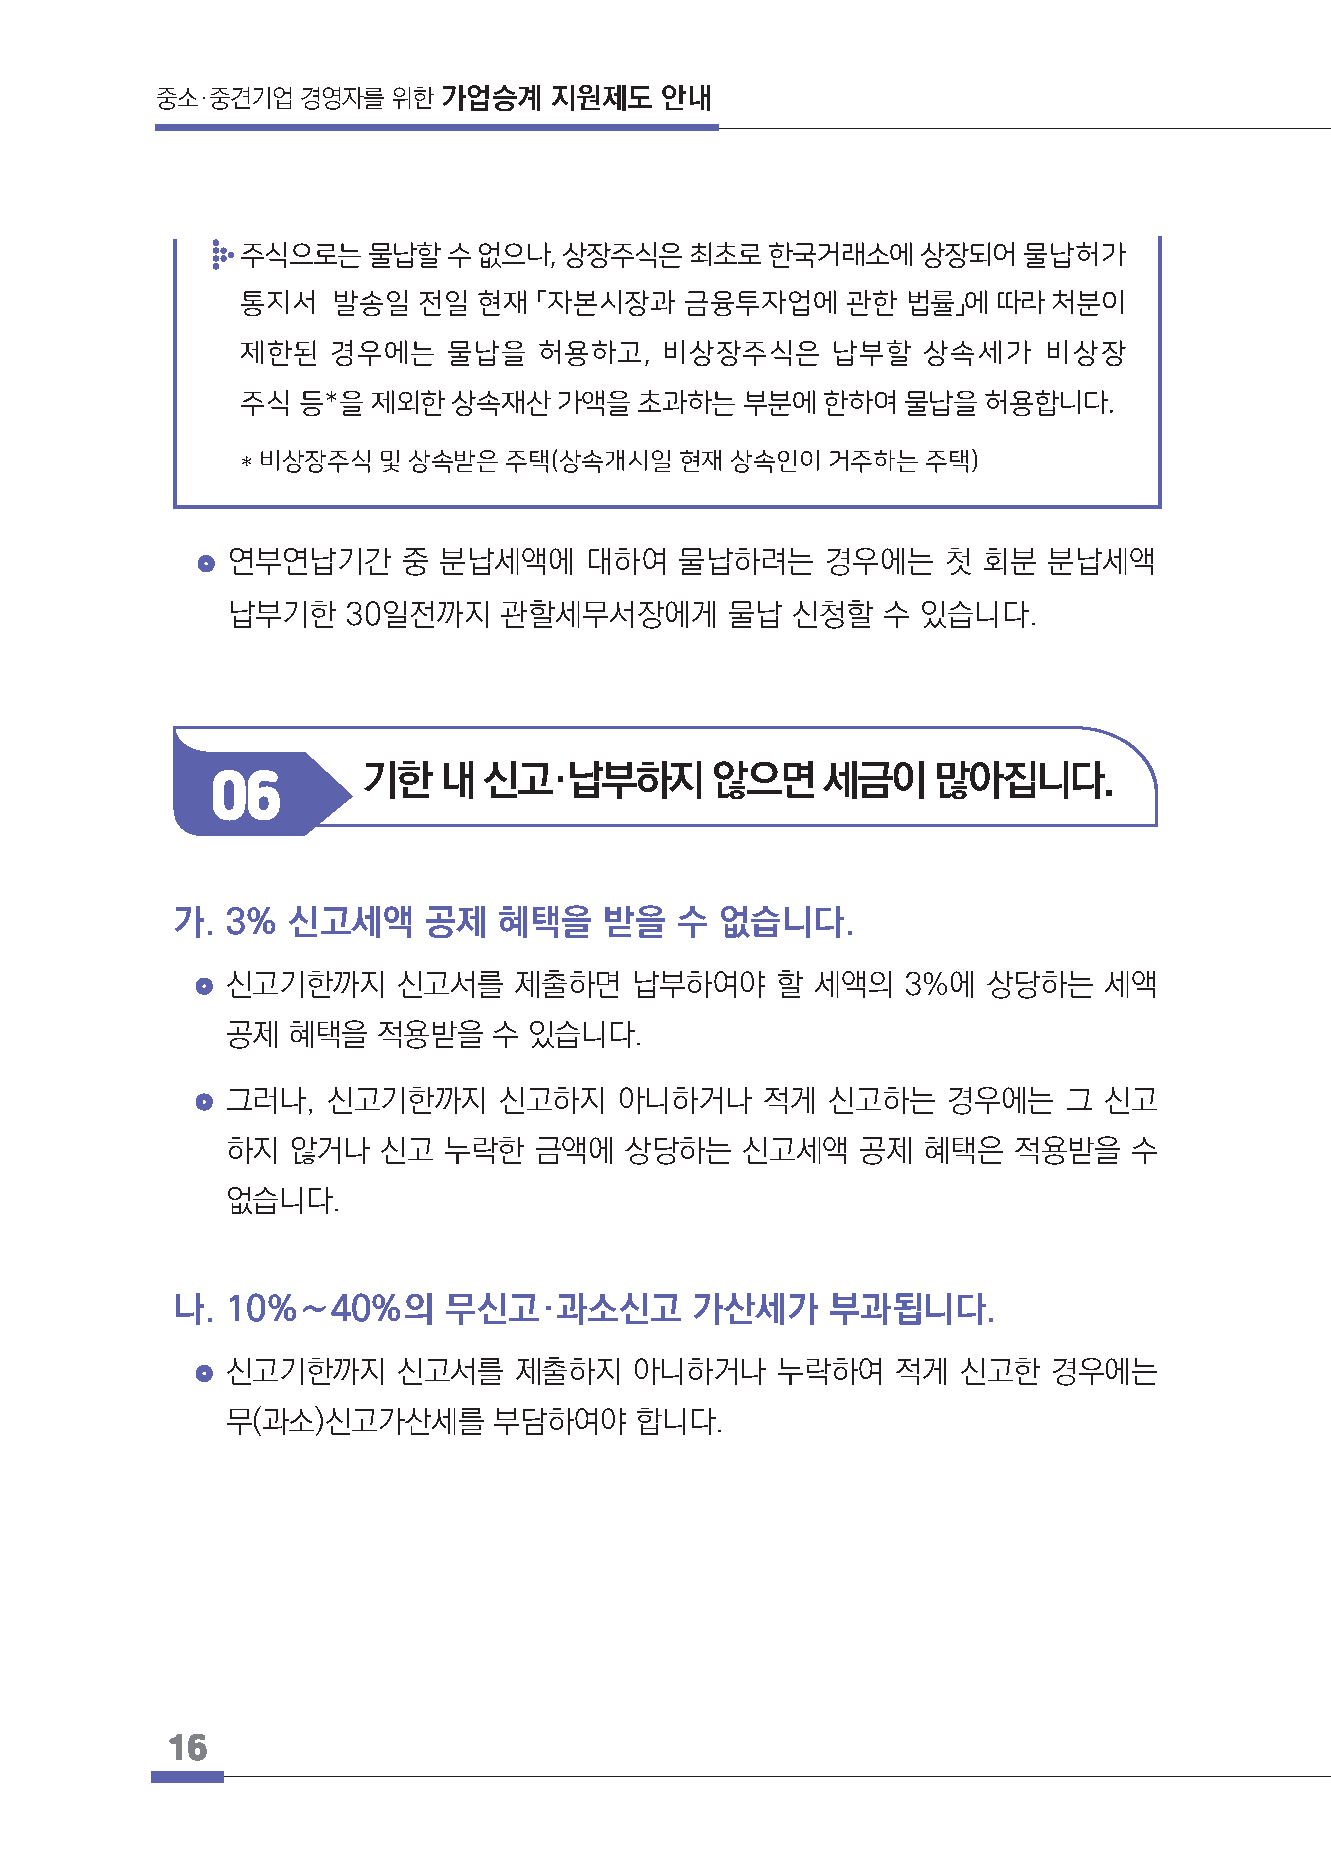 중소·중견기업 경영자를 위한 가업승계 지원제도 안내
주식으로는 물납할 수 없으나, 상장주식은 최초로 한국거래소에 상장되어 물납허가
통지서 발송일 전일 현재 「자본시장과 금융투자업에 관한 법률」에 따라 처분이
제한된 경우에는 물납을 허용하고, 비상장주식은 납부할 상속세가 비상장
주식 등*을 제외한 상속재산 가액을 초과하는 부분에 한하여 물납을 허용합니다.
* 비상장주식 및 상속받은 주택(상속개시일 현재 상속인이 거주하는 주택)
연부연납기간 중 분납세액에 대하여 물납하려는 경우에는 첫 회분 분납세액
납부기한 30일전까지 관할세무서장에게 물납 신청할 수 있습니다.
06 기한 내 신고·납부하지 않으면 세금이 많아집니다.
가. 3% 신고세액 공제 혜택을 받을 수 없습니다.
신고기한까지 신고서를 제출하면 납부하여야 할 세액의 3%에 상당하는 세액
공제 혜택을 적용받을 수 있습니다.
그러나, 신고기한까지 신고하지 아니하거나 적게 신고하는 경우에는 그 신고
하지 않거나 신고 누락한 금액에 상당하는 신고세액 공제 혜택은 적용받을 수
없습니다.
나. 10%~40%의 무신고·과소신고 가산세가 부과됩니다.
신고기한까지 신고서를 제출하지 아니하거나 누락하여 적게 신고한 경우에는
무(과소)신고가산세를 부담하여야 합니다.
16